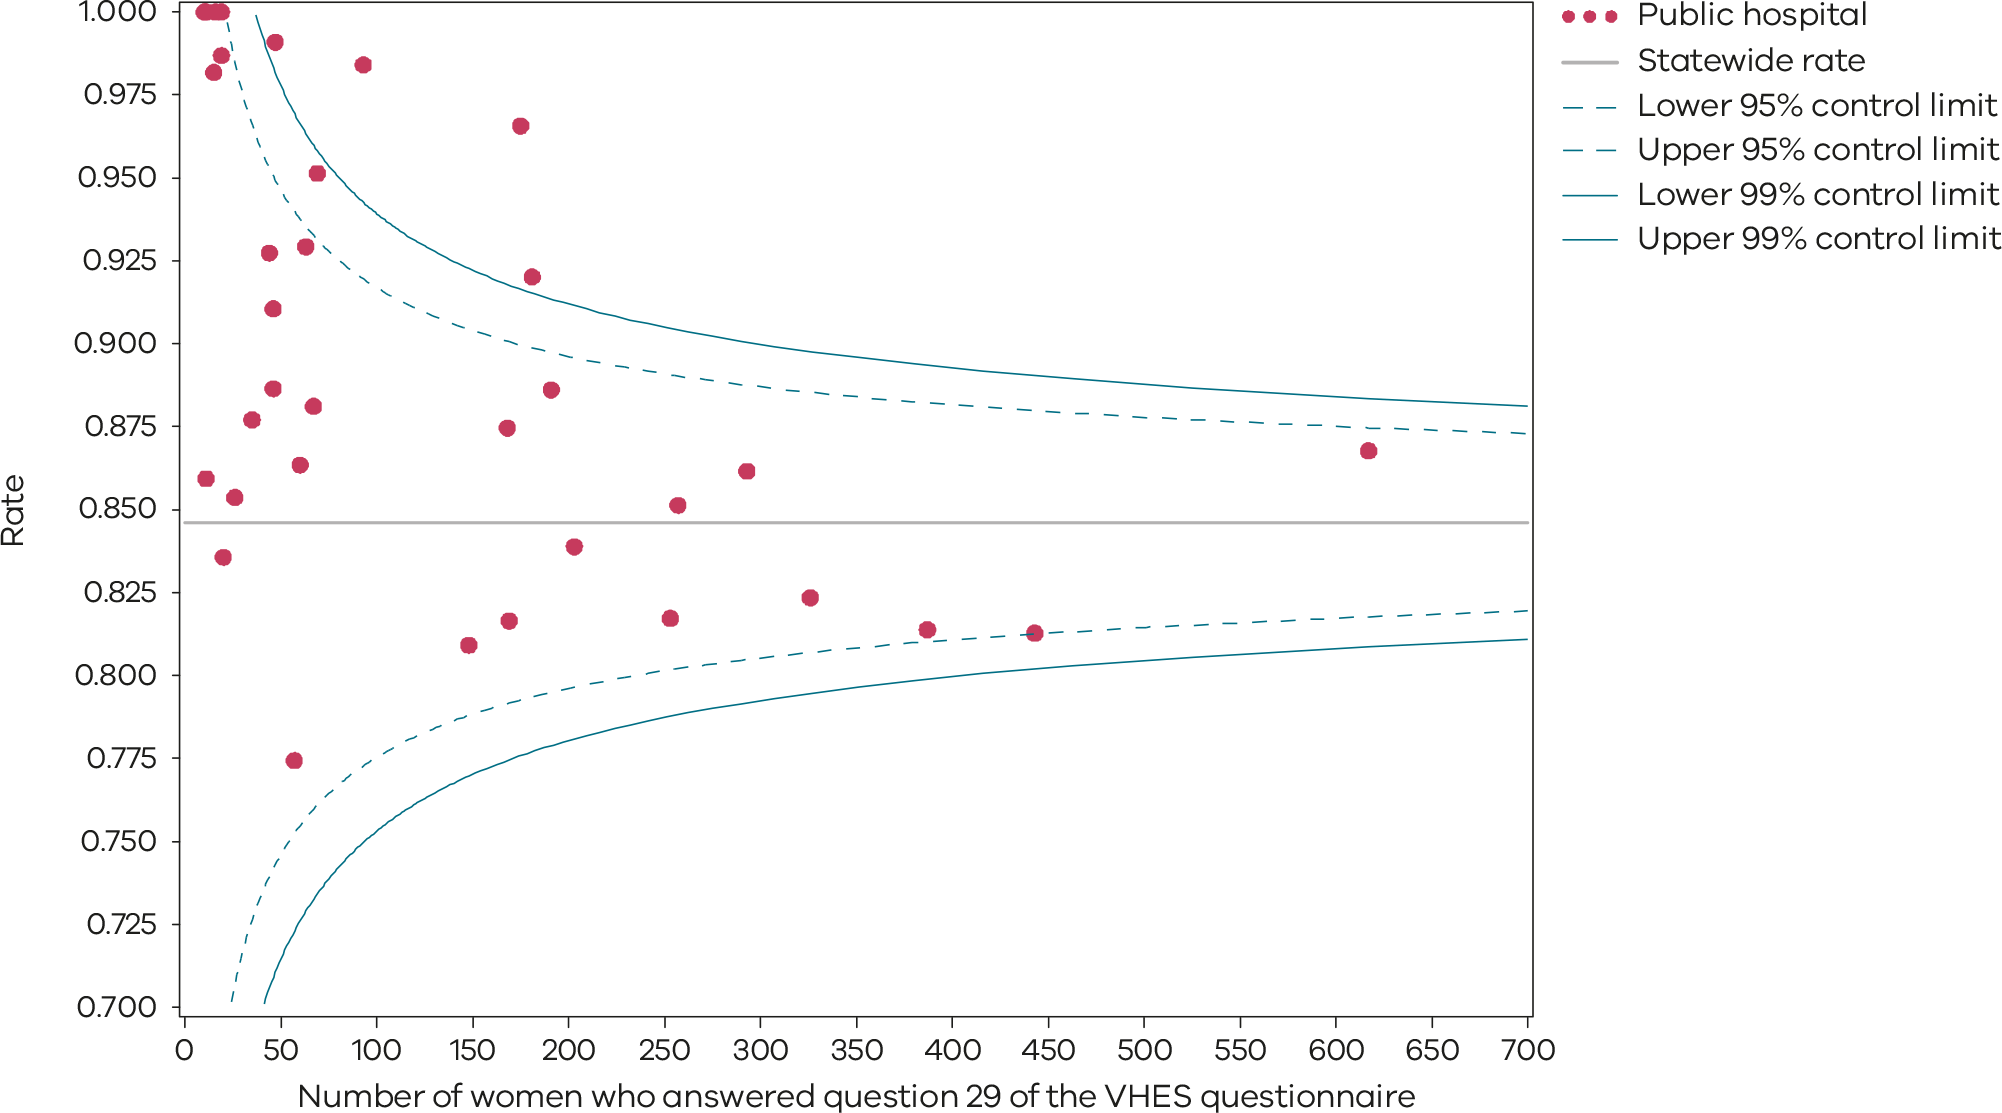 1.000
0.975
0.950
0.925
0.900
0.875
0.850
0.825
0.800
0.775
0.750
0.725
0.700
Rate
0 50 100 150 200 250 300 350 400 450 500 550 600 650 700
Number of women who answered question 29 of the VHES questionnaire
Public hospital
Statewide rate
Lower 95% control limit
Upper 95% control limit
Lower 99% control limit
Upper 99% control limit